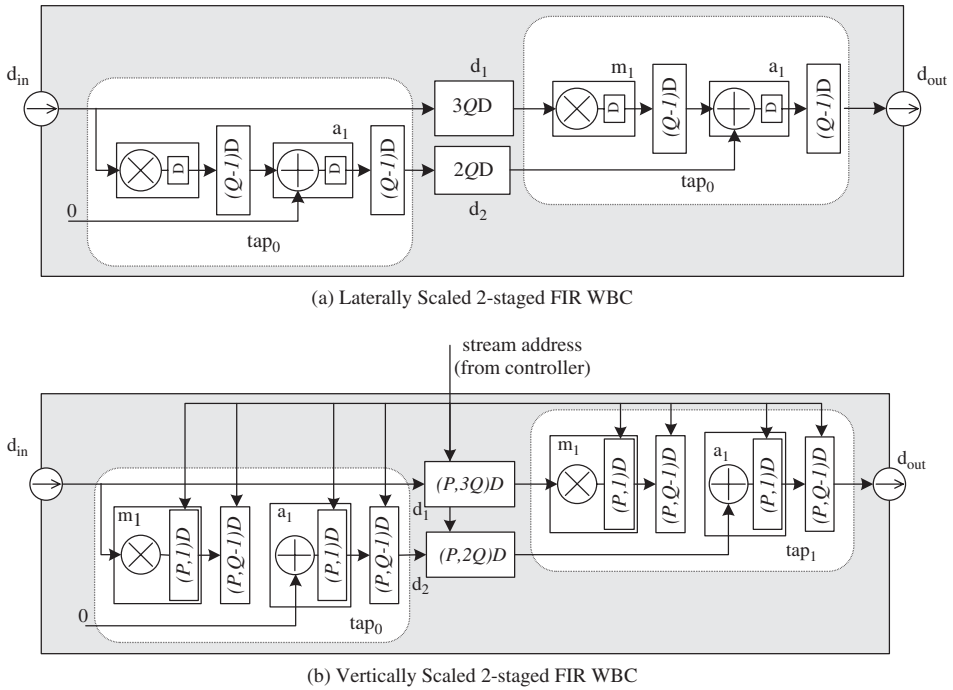 d_in
d_1
m_1
a_1
d_out
3QD
D
(Q-1)D
D
(Q-1)D
a_1
D
(Q-1)D
D
(Q-1)D
2QD
tap_0
0
d_2
tap_0
(a) Laterally Scaled 2-staged FIR WBC
stream address
(from controller)
d_in
m_1
(P,1)D
(P,Q-1)D
a_1
(P,1)D
(P,Q-1)D
d_out
(P,3Q)D
d_1
m_1
(P,1)D
(P,Q-1)D
a_1
(P,1)D
(P,Q-1)D
(P,2Q)D
tap_1
d_2
0
tap_0
(b) Vertically Scaled 2-staged FIR WBC